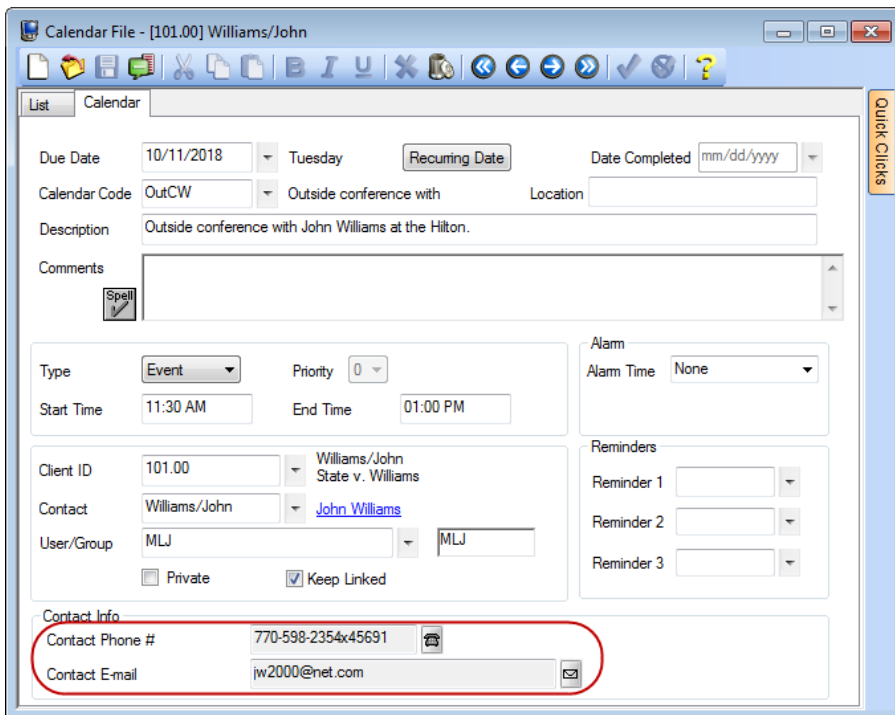 Calendar File - [101.00] Williams/John
B I U ?
List Calendar
Quick Clicks
Due Date 10/11/2018 Tuesday Recurring Date Date Completed mm/dd/yyyy
Calendar Code OutCW Outside conference with Location
Description Outside conference with John Williams at the Hilton.
Comments
Spell
Type Event Priority 0
Start Time 11:30 AM End Time 01:00 PM
Alarm
Alarm Time None
Client ID 101.00 Williams/John
State v. Williams
Contact Williams/John John Williams
User/Group MLJ MLJ
Private Keep Linked
Reminders
Reminder 1
Reminder 2
Reminder 3
Contact Info
Contact Phone # 770-598-2354x45691
Contact E-mail jw2000@net.com